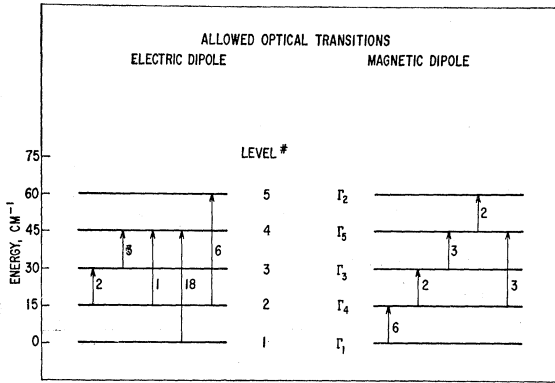 ALLOWED OPTICAL TRANSITIONS
ELECTRIC DIPOLE MAGNETIC DIPOLE
LEVEL #
ENERGY, CM⁻¹
75
60 5 Γ₂
2
45 4 Γ₅
6
3 3
30 3 Γ₃
2 1 18 2 3
15 2 Γ₄
6
0 1 Γ₁